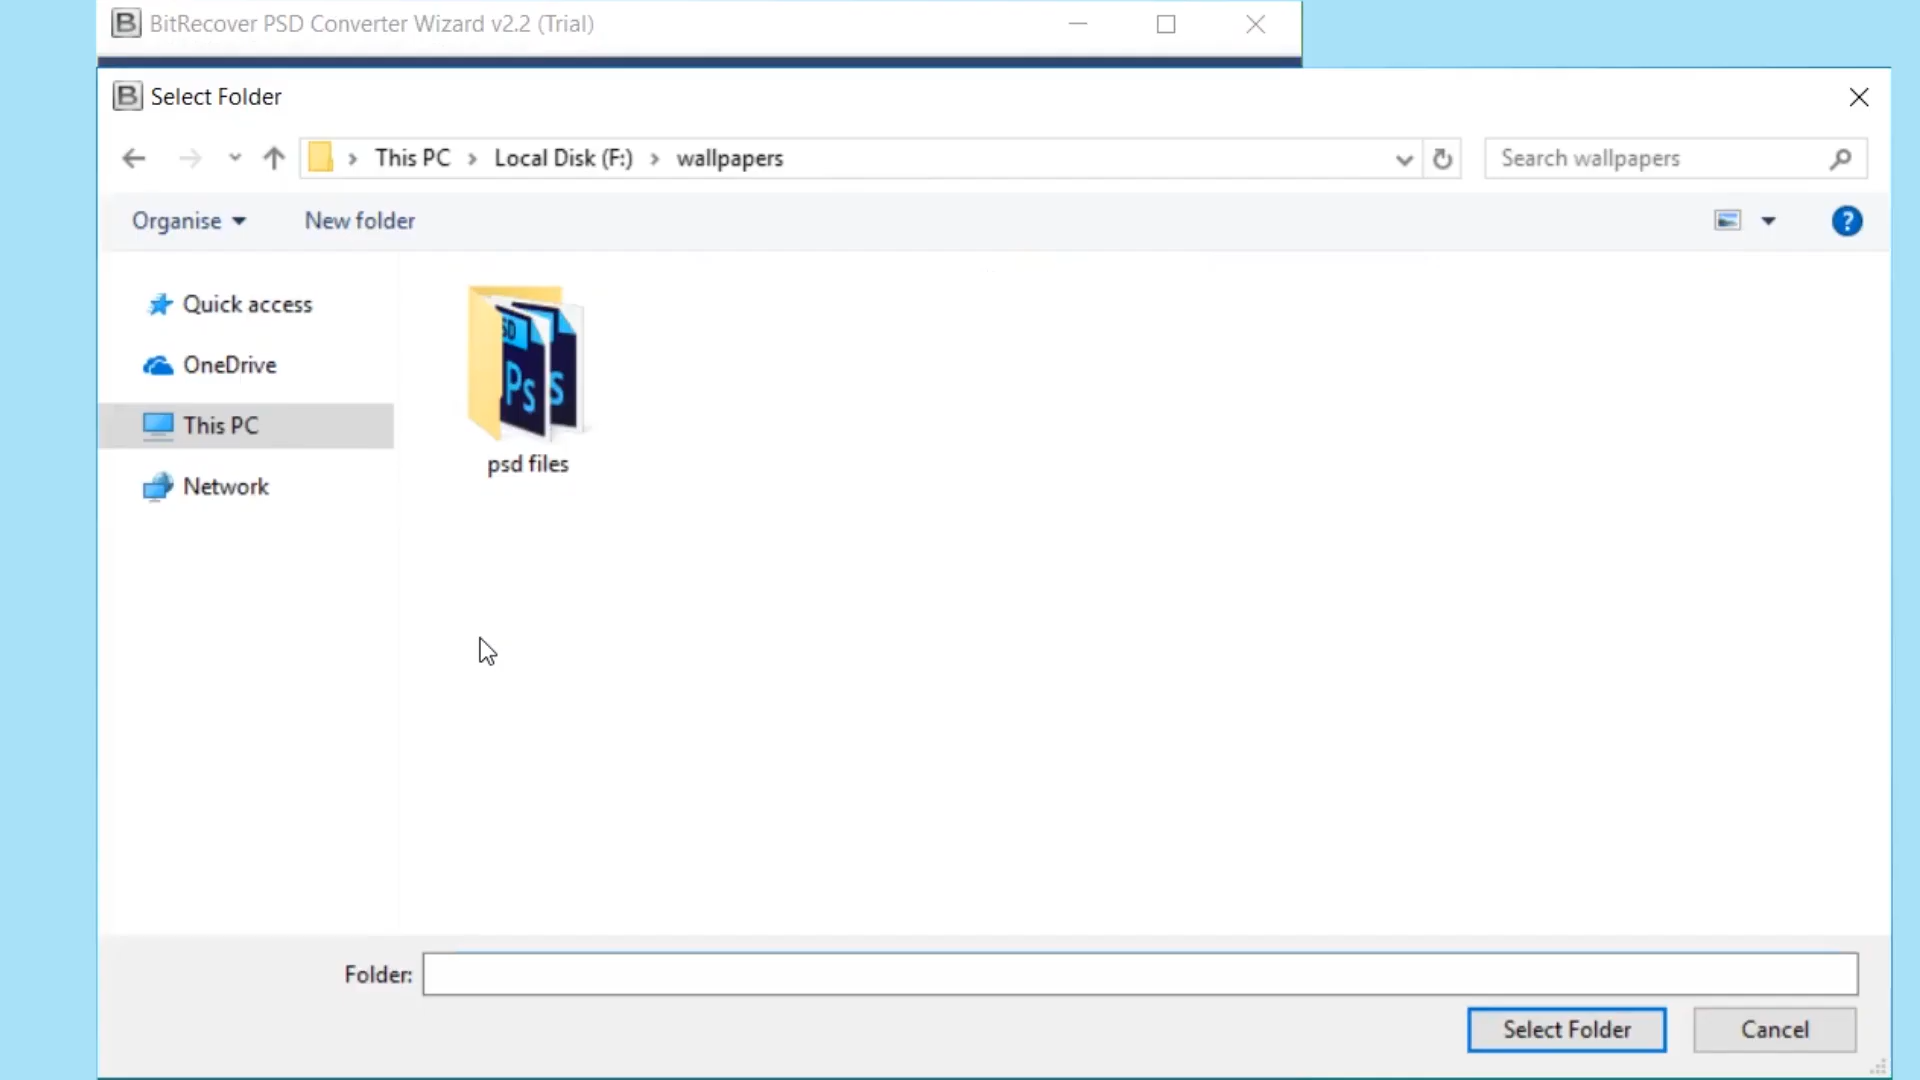 BitRecover PSD Converter Wizard v2.2 (Trial)
Select Folder
This PC > Local Disk (F:) > wallpapers
Search wallpapers
Organise
New folder
?
Quick access
OneDrive
This PC
Network
Ps
psd files
Folder:
Select Folder
Cancel